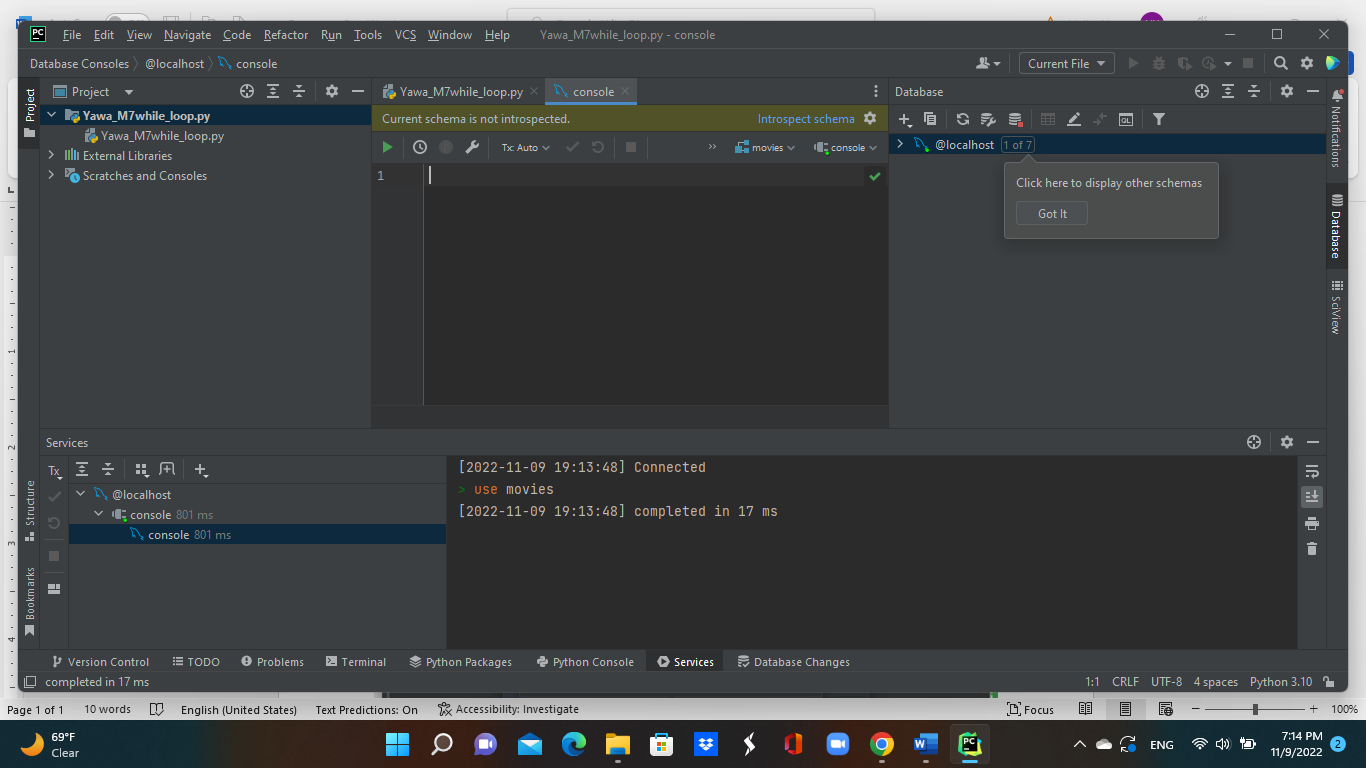 PC File Edit View Navigate Code Refactor Run Tools VCS Window Help Yawa_M7while_loop.py - console
Database Consoles @localhost console Current File
Project
Project
Yawa_M7while_loop.py
Yawa_M7while_loop.py
External Libraries
Scratches and Consoles
Yawa_M7while_loop.py console
Current schema is not introspected. Introspect schema
Tx: Auto movies console
1
Database
QL
@localhost 1 of 7
Click here to display other schemas
Got It
Notifications
Database
SciView
Services
Tx
@localhost
console 801 ms
console 801 ms
[2022-11-09 19:13:48] Connected
> use movies
[2022-11-09 19:13:48] completed in 17 ms
Structure
Bookmarks
Version Control TODO Problems Terminal Python Packages Python Console Services Database Changes
completed in 17 ms 1:1 CRLF UTF-8 4 spaces Python 3.10
Page 1 of 1 10 words English (United States) Text Predictions: On Accessibility: Investigate Focus 100%
69°F
Clear
ENG
7:14 PM
11/9/2022
2